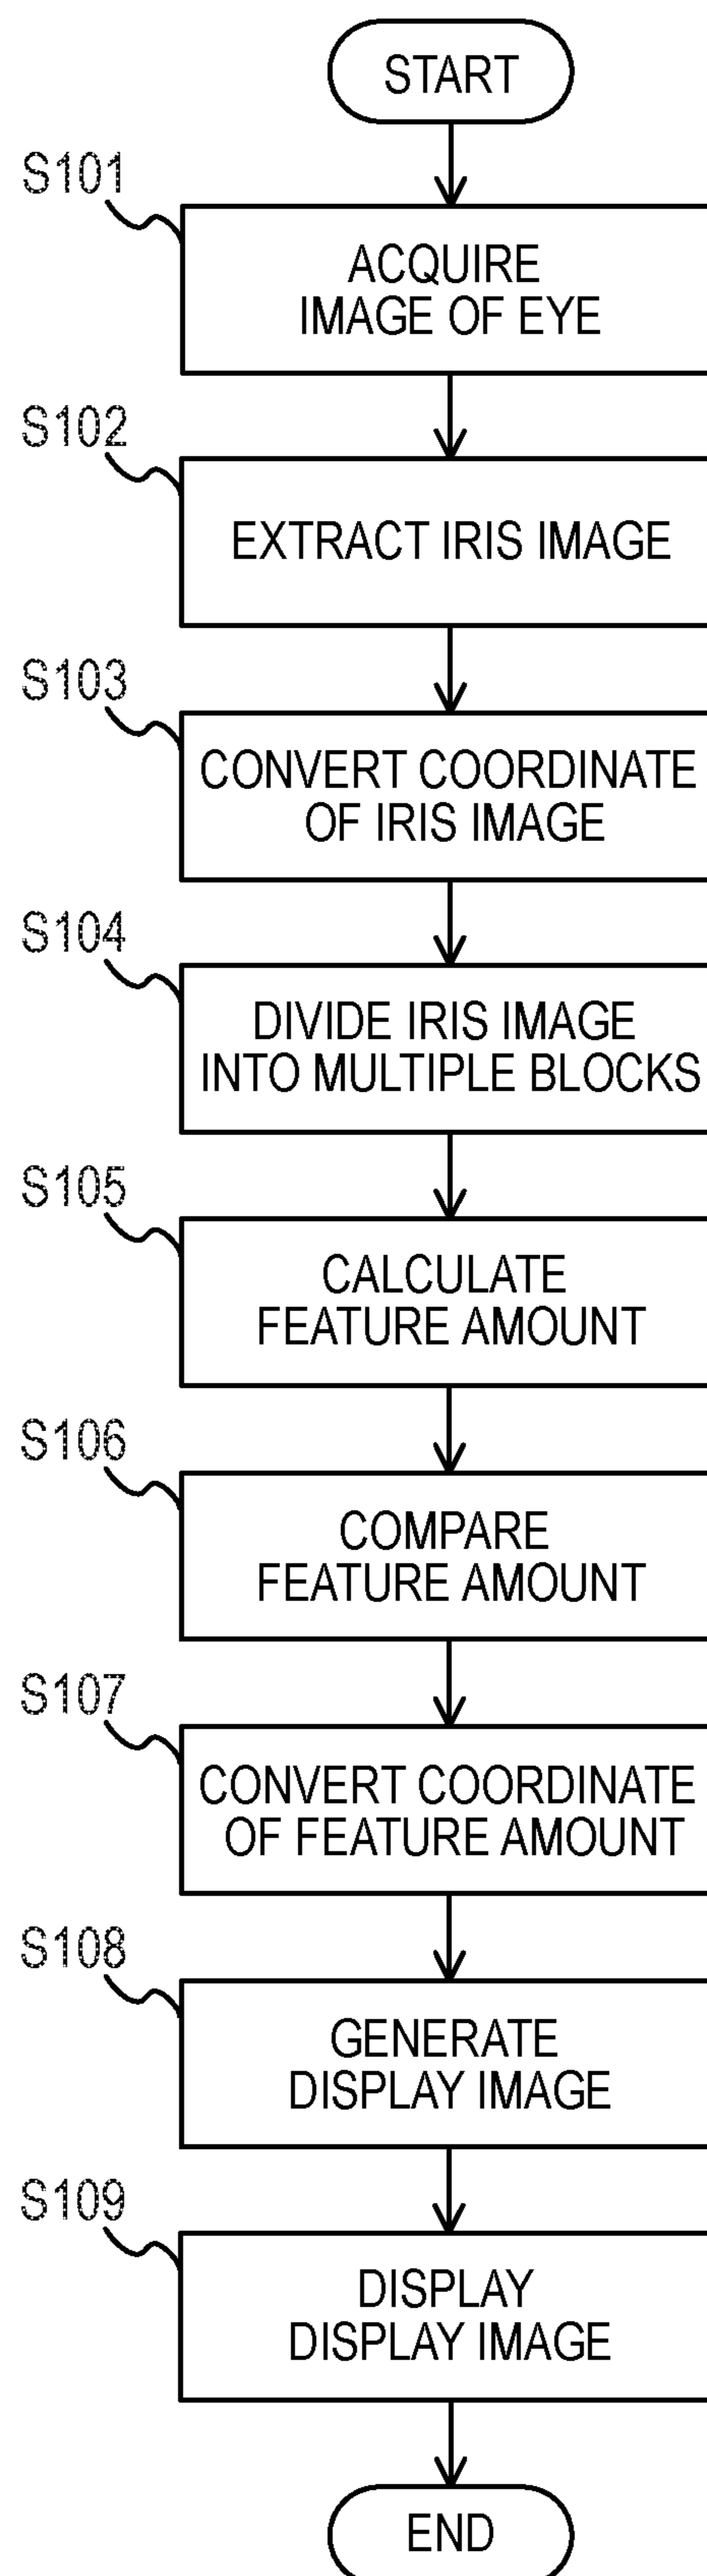 START
S101
ACQUIRE
IMAGE OF EYE
S102
EXTRACT IRIS IMAGE
S103
CONVERT COORDINATE
OF IRIS IMAGE
S104
DIVIDE IRIS IMAGE
INTO MULTIPLE BLOCKS
S105
CALCULATE
FEATURE AMOUNT
S106
COMPARE
FEATURE AMOUNT
S107
CONVERT COORDINATE
OF FEATURE AMOUNT
S108
GENERATE
DISPLAY IMAGE
S109
DISPLAY
DISPLAY IMAGE
END